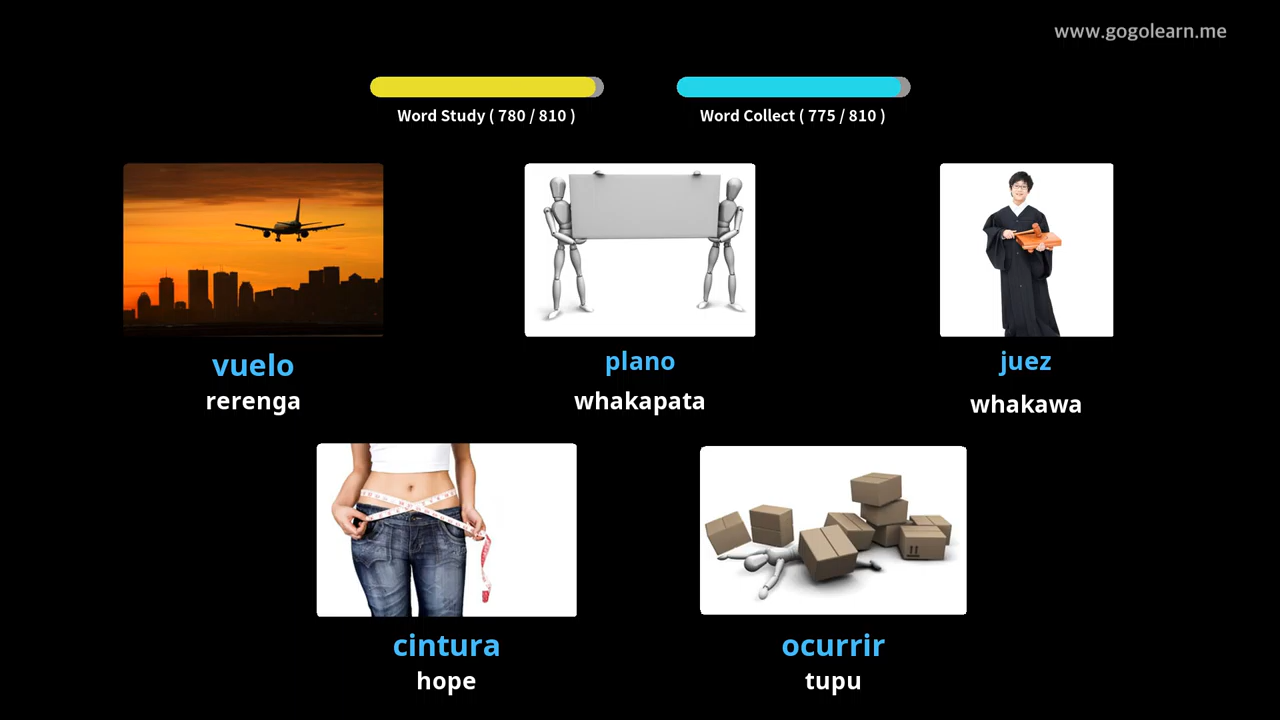 www.gogolearn.me
Word Study ( 780 / 810 )
Word Collect ( 775 / 810 )
vuelo
rerenga
plano
whakapata
juez
whakawa
cintura
hope
ocurrir
tupu